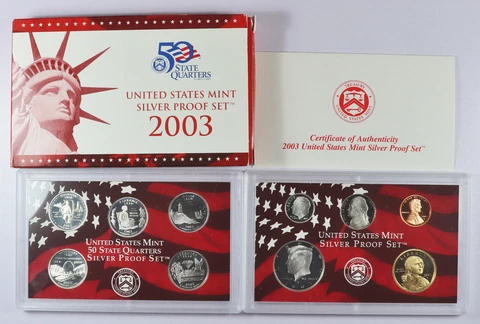 50
STATE
QUARTERS
UNITED STATES MINT
SILVER PROOF SET™
2003
Certificate of Authenticity
2003 United States Mint Silver Proof Set™
UNITED STATES MINT
50 STATE QUARTERS
SILVER PROOF SET™
UNITED STATES MINT
SILVER PROOF SET™